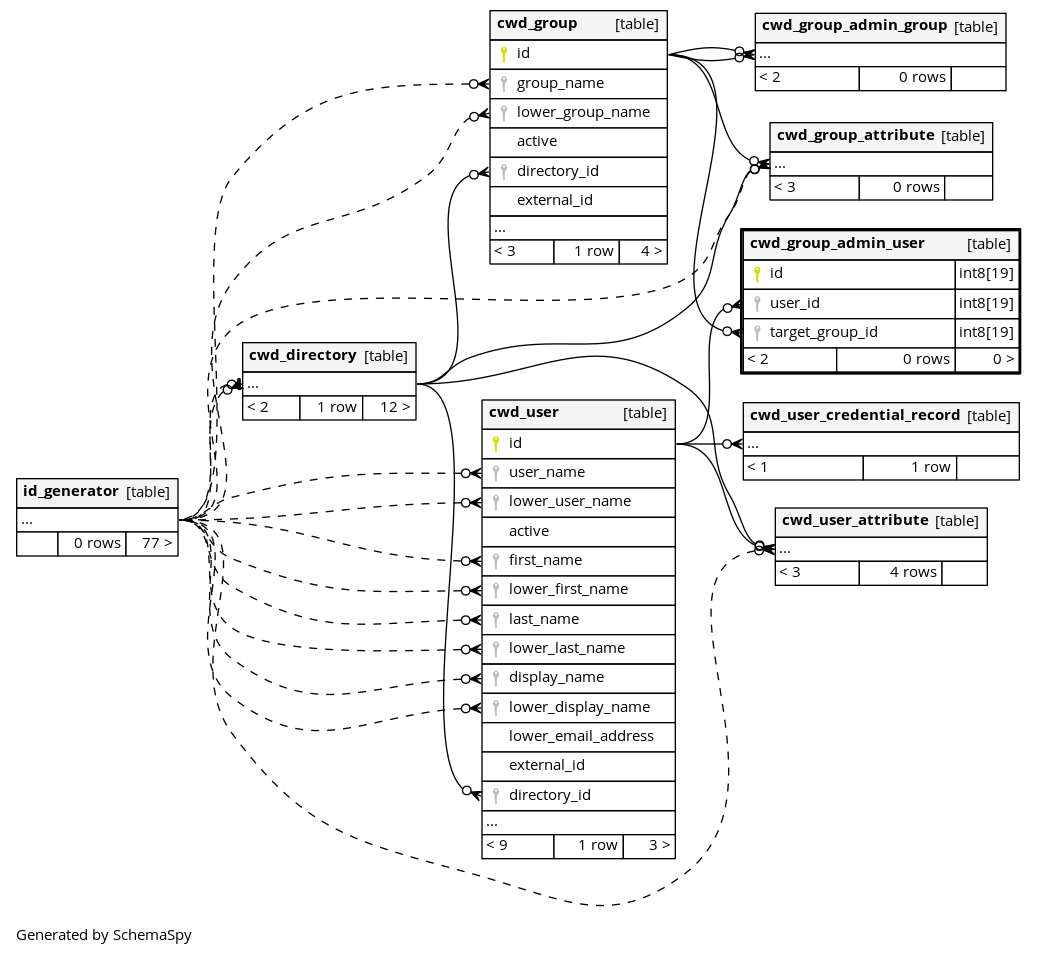 cwd_group [table]
id
group_name
lower_group_name
active
directory_id
external_id
...
< 3 1 row 4 >
cwd_group_admin_group [table]
...
< 2 0 rows
cwd_group_attribute [table]
...
< 3 0 rows
cwd_group_admin_user [table]
id int8[19]
user_id int8[19]
target_group_id int8[19]
< 2 0 rows 0 >
cwd_directory [table]
...
< 2 1 row 12 >
cwd_user [table]
id
user_name
lower_user_name
active
first_name
lower_first_name
last_name
lower_last_name
display_name
lower_display_name
lower_email_address
external_id
directory_id
...
< 9 1 row 3 >
cwd_user_credential_record [table]
...
< 1 1 row
id_generator [table]
...
0 rows 77 >
cwd_user_attribute [table]
...
< 3 4 rows
Generated by SchemaSpy